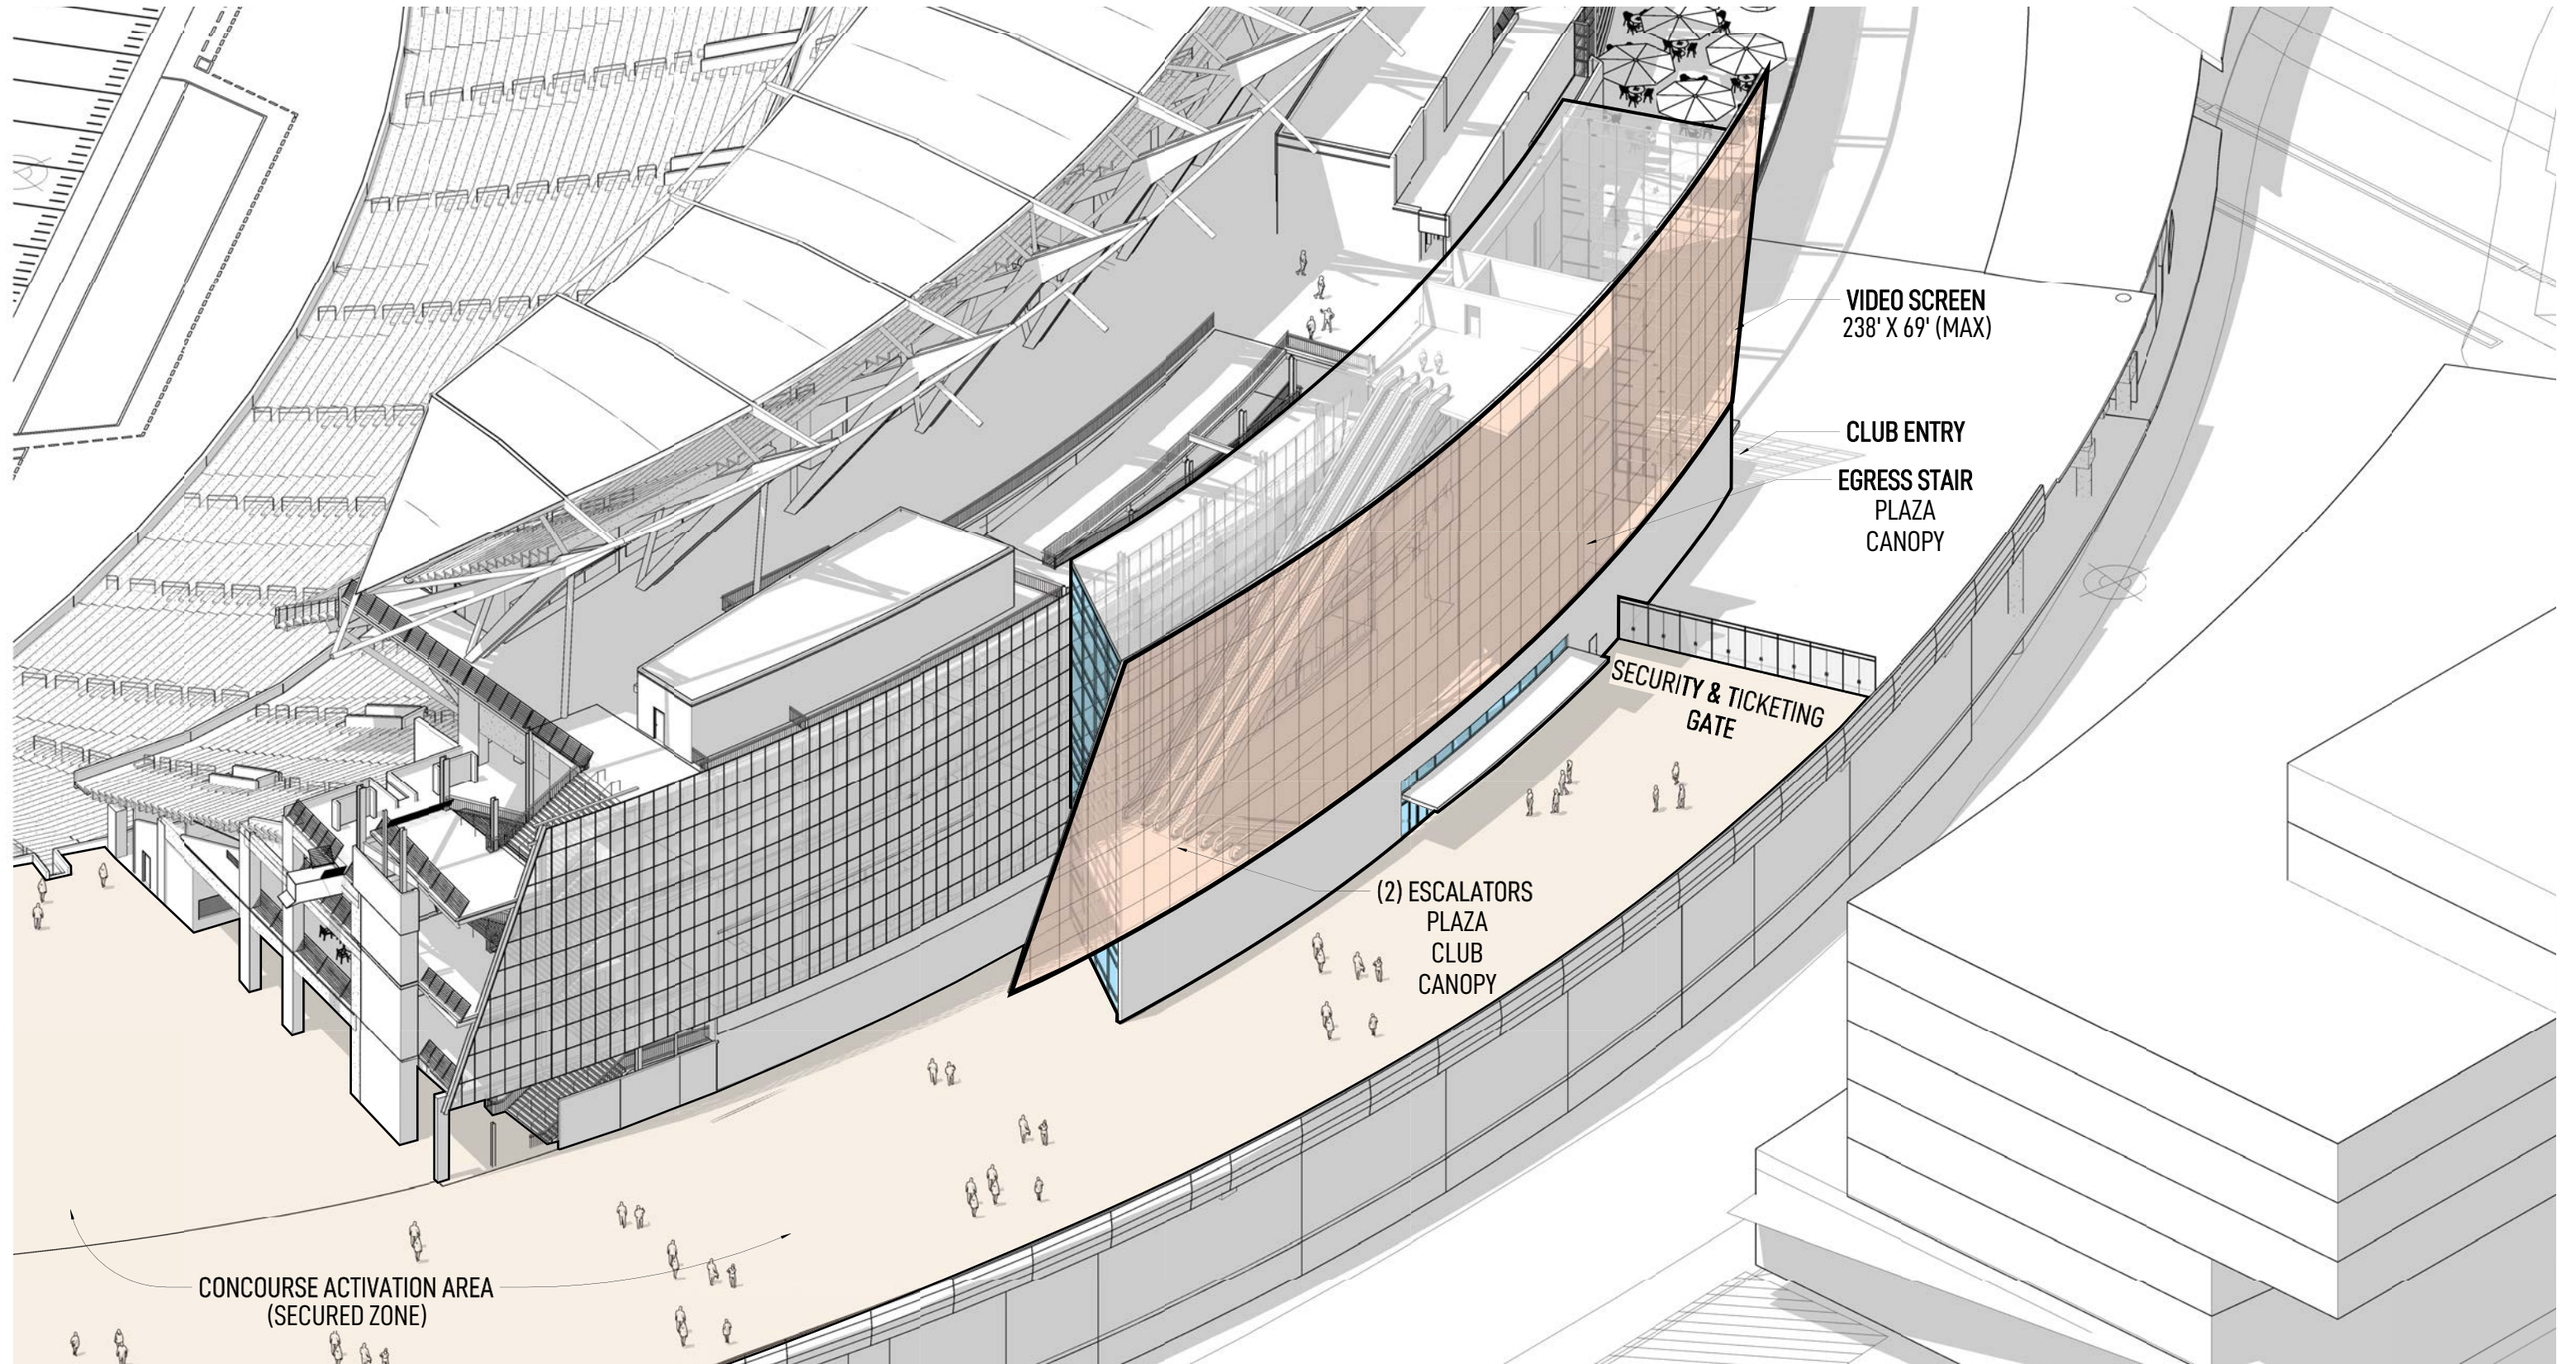 VIDEO SCREEN
238' X 69' (MAX)
CLUB ENTRY
EGRESS STAIR
PLAZA
CANOPY
SECURITY & TICKETING
GATE
(2) ESCALATORS
PLAZA
CLUB
CANOPY
CONCOURSE ACTIVATION AREA
(SECURED ZONE)